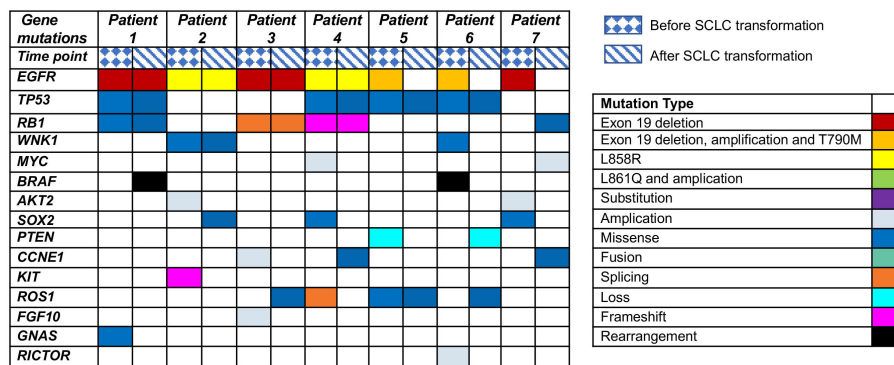 Gene mutations Patient 1 Patient 2 Patient 3 Patient 4 Patient 5 Patient 6 Patient 7
Time point
EGFR
TP53
RB1
WNK1
MYC
BRAF
AKT2
SOX2
PTEN
CCNE1
KIT
ROS1
FGF10
GNAS
RICTOR
Before SCLC transformation
After SCLC transformation
Mutation Type
Exon 19 deletion
Exon 19 deletion, amplification and T790M
L858R
L861Q and amplication
Substitution
Amplication
Missense
Fusion
Splicing
Loss
Frameshift
Rearrangement